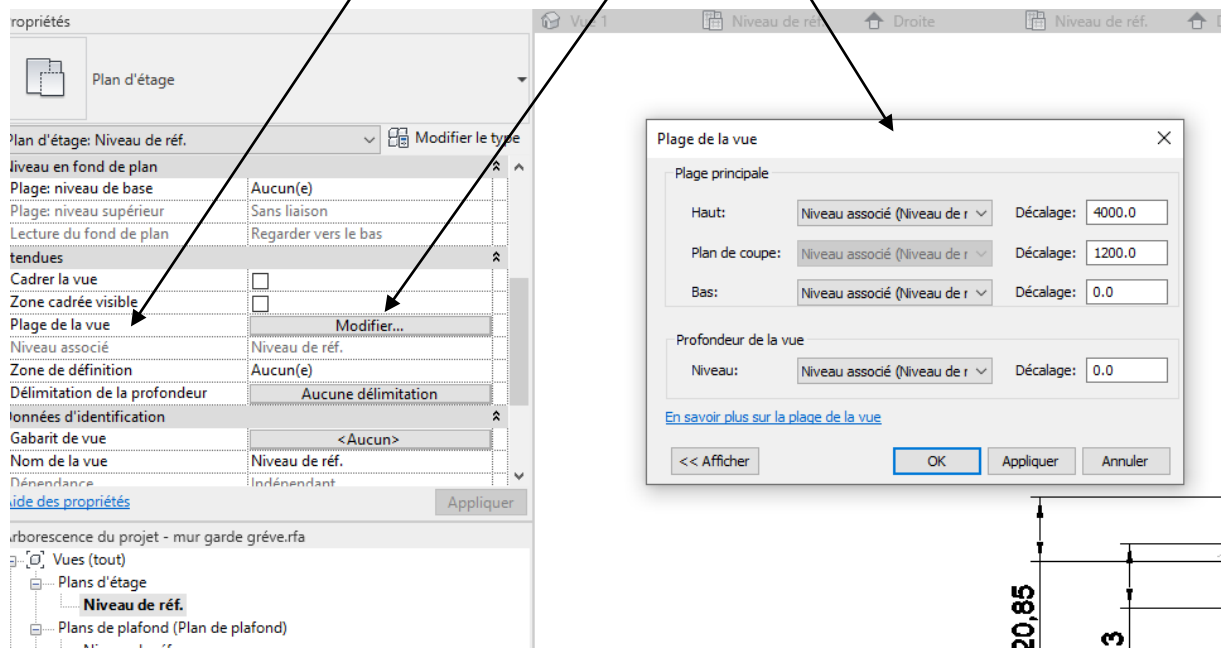 ropriétés
Plan d'étage
Plan d'étage: Niveau de réf.
Modifier le type
Niveau en fond de plan
Plage: niveau de base Aucun(e)
Plage: niveau supérieur Sans liaison
Lecture du fond de plan Regarder vers le bas
tendues
Cadrer la vue
Zone cadrée visible
Plage de la vue Modifier...
Niveau associé Niveau de réf.
Zone de définition Aucun(e)
Délimitation de la profondeur Aucune délimitation
onnées d'identification
Gabarit de vue <Aucun>
Nom de la vue Niveau de réf.
Dépendance Indépendant
Aide des propriétés Appliquer
rborescence du projet - mur garde gréve.rfa
Vues (tout)
Plans d'étage
Niveau de réf.
Plans de plafond (Plan de plafond)
Niveau de réf.
Vue 1 Niveau de réf. Droite Niveau de réf.
Plage de la vue
Plage principale
Haut: Niveau associé (Niveau de r Décalage: 4000.0
Plan de coupe: Niveau associé (Niveau de r Décalage: 1200.0
Bas: Niveau associé (Niveau de r Décalage: 0.0
Profondeur de la vue
Niveau: Niveau associé (Niveau de r Décalage: 0.0
En savoir plus sur la plage de la vue
<< Afficher OK Appliquer Annuler
20,85
3